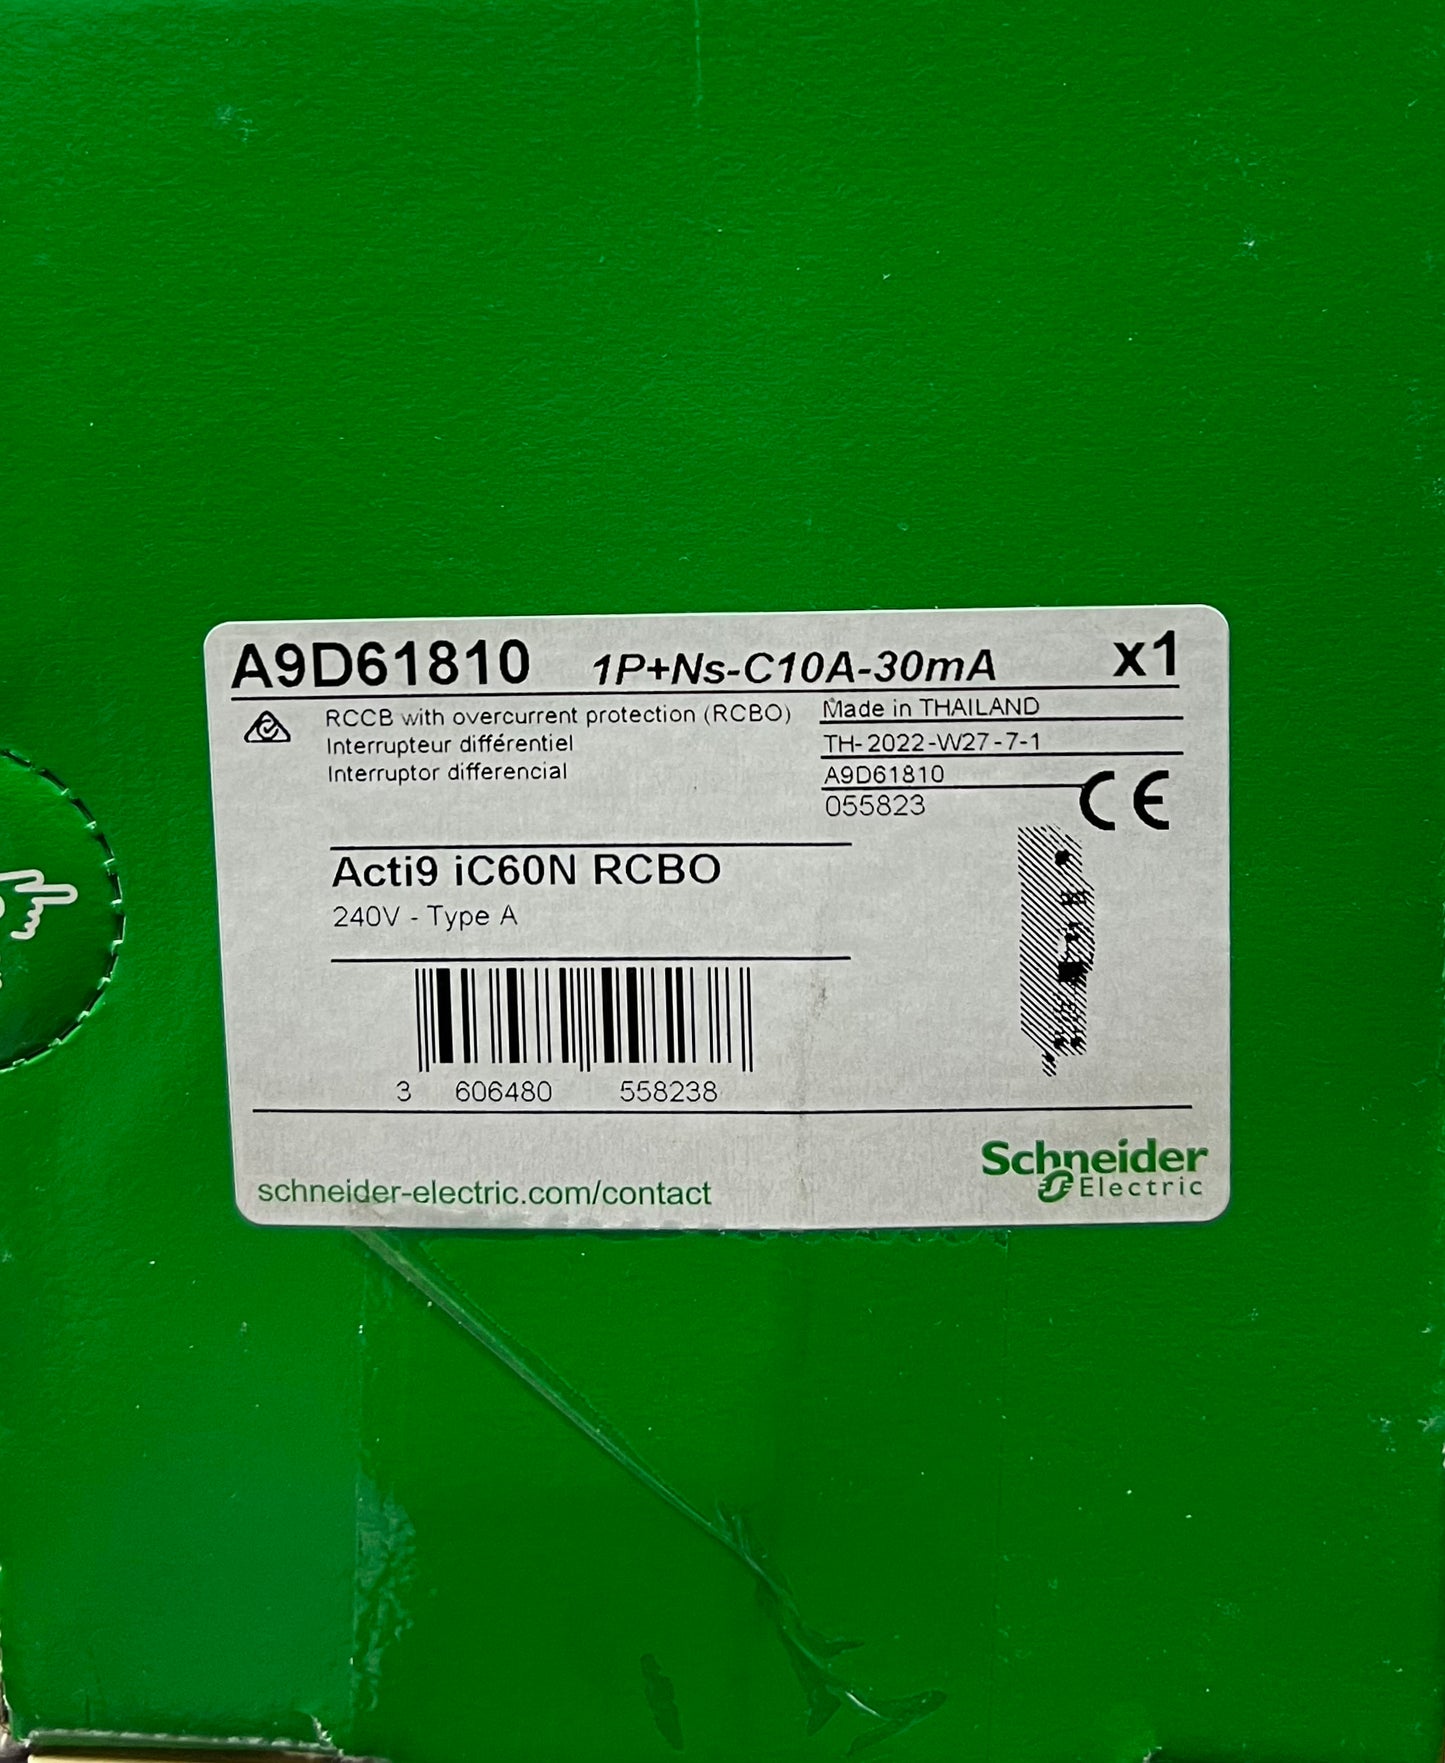 A9D61810 1P+Ns-C10A-30mA x1
RCCB with overcurrent protection (RCBO)
Interrupteur différentiel
Interruptor differencial
Made in THAILAND
TH-2022-W27-7-1
A9D61810
055823
CE
Acti9 iC60N RCBO
240V - Type A
3 606480 558238
schneider-electric.com/contact
Schneider
Electric